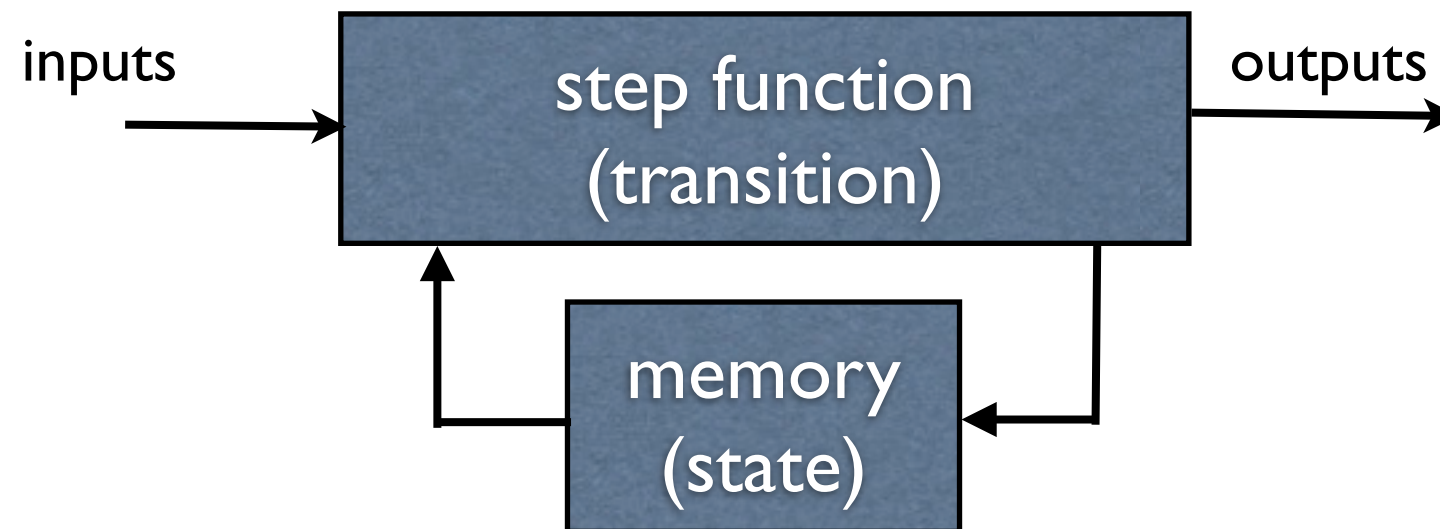 inputs
step function
(transition)
outputs
memory
(state)